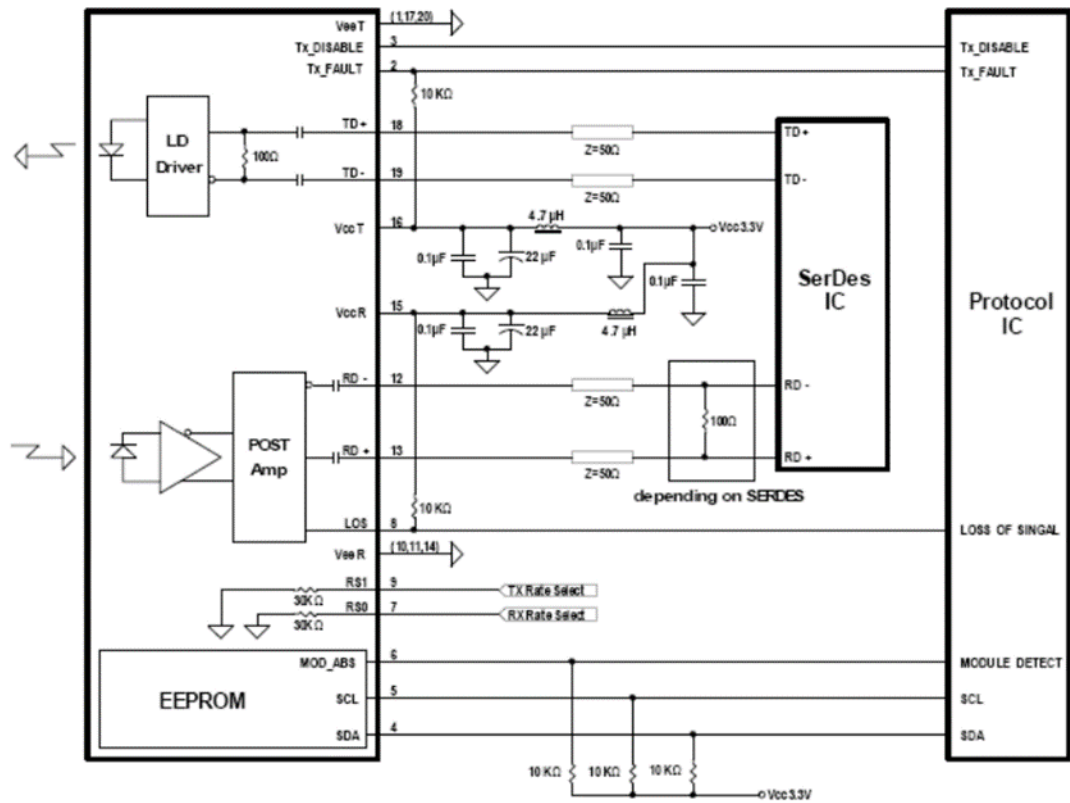 VeeT (1,17,20)
Tx_DISABLE 3 Tx_DISABLE
Tx_FAULT 2 Tx_FAULT
10 KΩ
LD
Driver
100Ω
TD+ 18 Z=50Ω TD+
TD- 19 Z=50Ω TD-
VccT 16 4.7 μH Vcc3.3V
0.1μF 22 μF 0.1μF 0.1μF
SerDes
IC
Protocol
IC
VccR 15 4.7 μH
0.1μF 22 μF
RD - 12 Z=50Ω RD -
100Ω
POST
Amp
RD + 13 Z=50Ω RD +
depending on SERDES
10 KΩ
LOS 8 LOSS OF SINGAL
VeeR (10,11,14)
RS1 9 TX Rate Select
30KΩ
RS0 7 RX Rate Select
30KΩ
MOD_ABS 6 MODULE DETECT
EEPROM
SCL 5 SCL
SDA 4 SDA
10 KΩ 10 KΩ 10 KΩ
Vcc3.3V